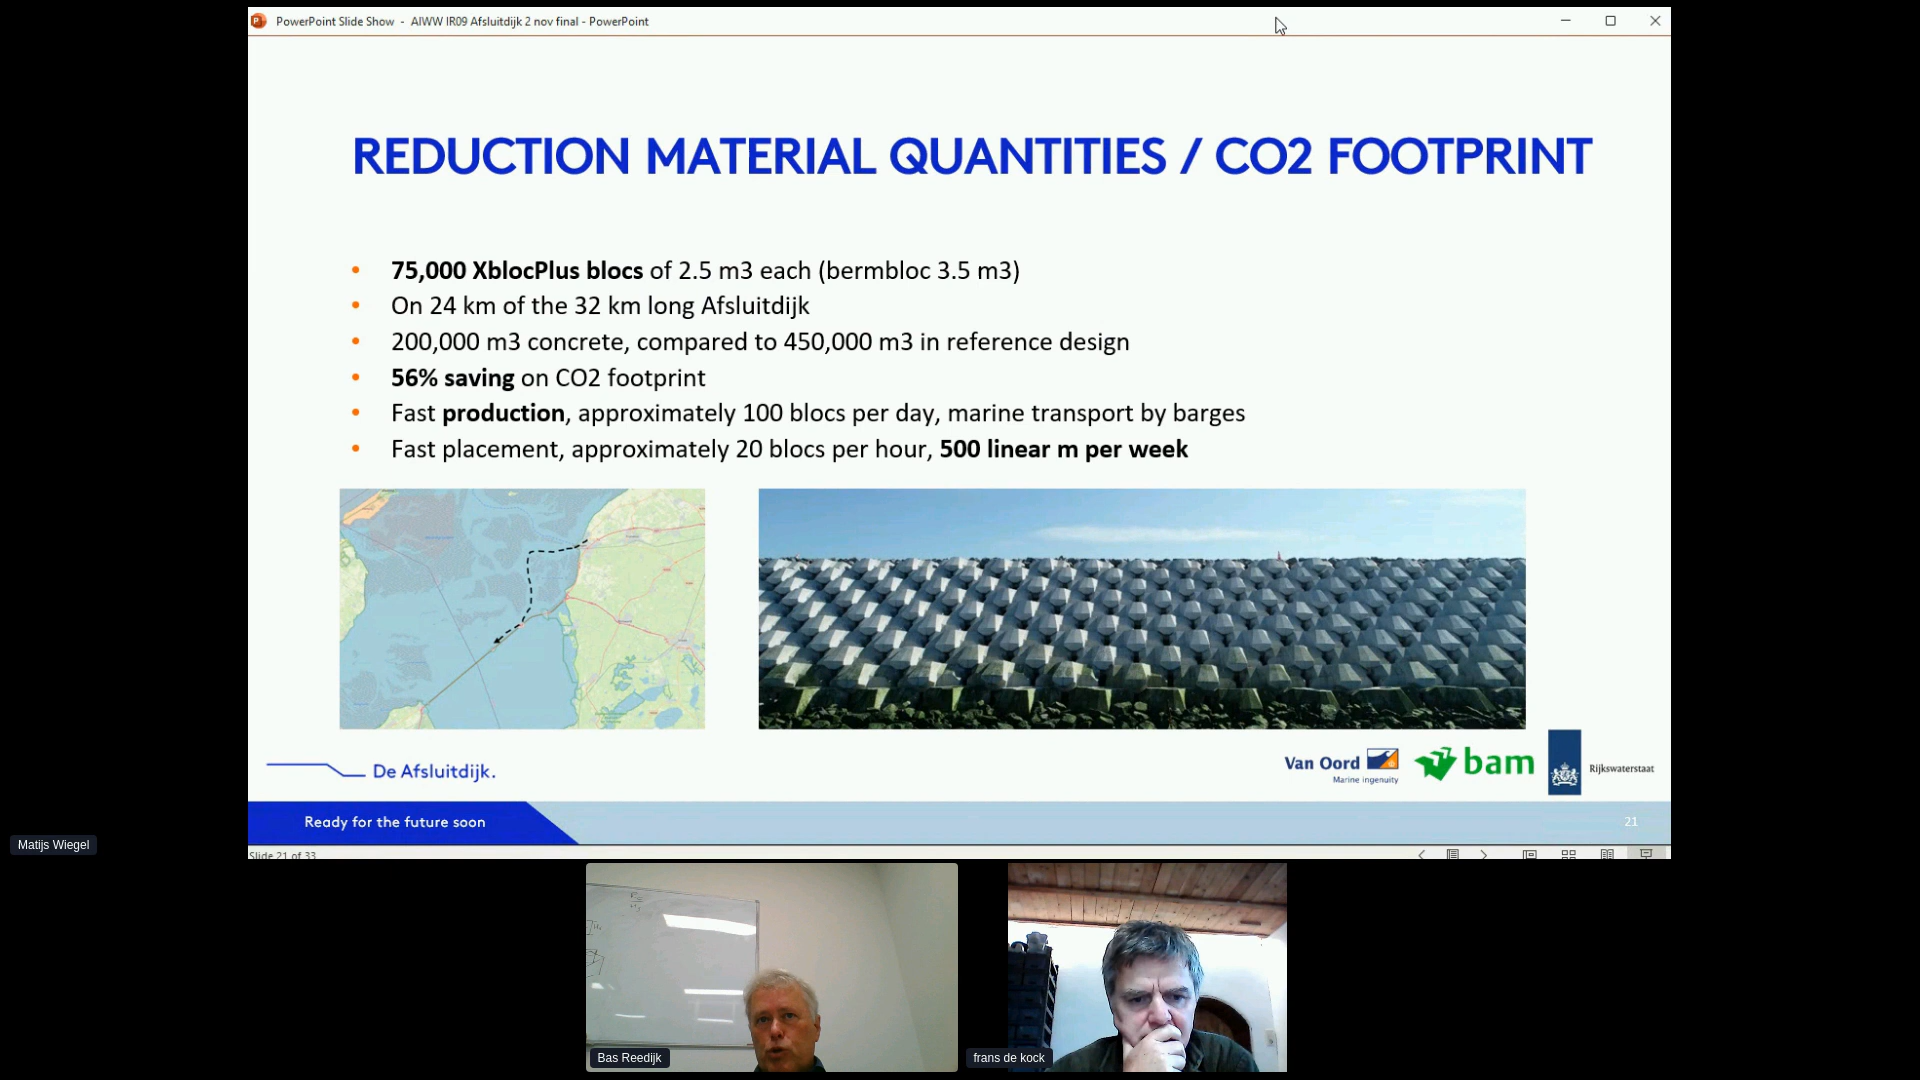 PowerPoint Slide Show - AIWW IR09 Afsluitdijk 2 nov final - PowerPoint
REDUCTION MATERIAL QUANTITIES / CO2 FOOTPRINT
• 75,000 XblocPlus blocs of 2.5 m3 each (bermbloc 3.5 m3)
• On 24 km of the 32 km long Afsluitdijk
• 200,000 m3 concrete, compared to 450,000 m3 in reference design
• 56% saving on CO2 footprint
• Fast production, approximately 100 blocs per day, marine transport by barges
• Fast placement, approximately 20 blocs per hour, 500 linear m per week
De Afsluitdijk.
Van Oord
Marine ingenuity
bam
Rijkswaterstaat
Ready for the future soon
21
Slide 21 of 33
Matijs Wiegel
Bas Reedijk
frans de kock